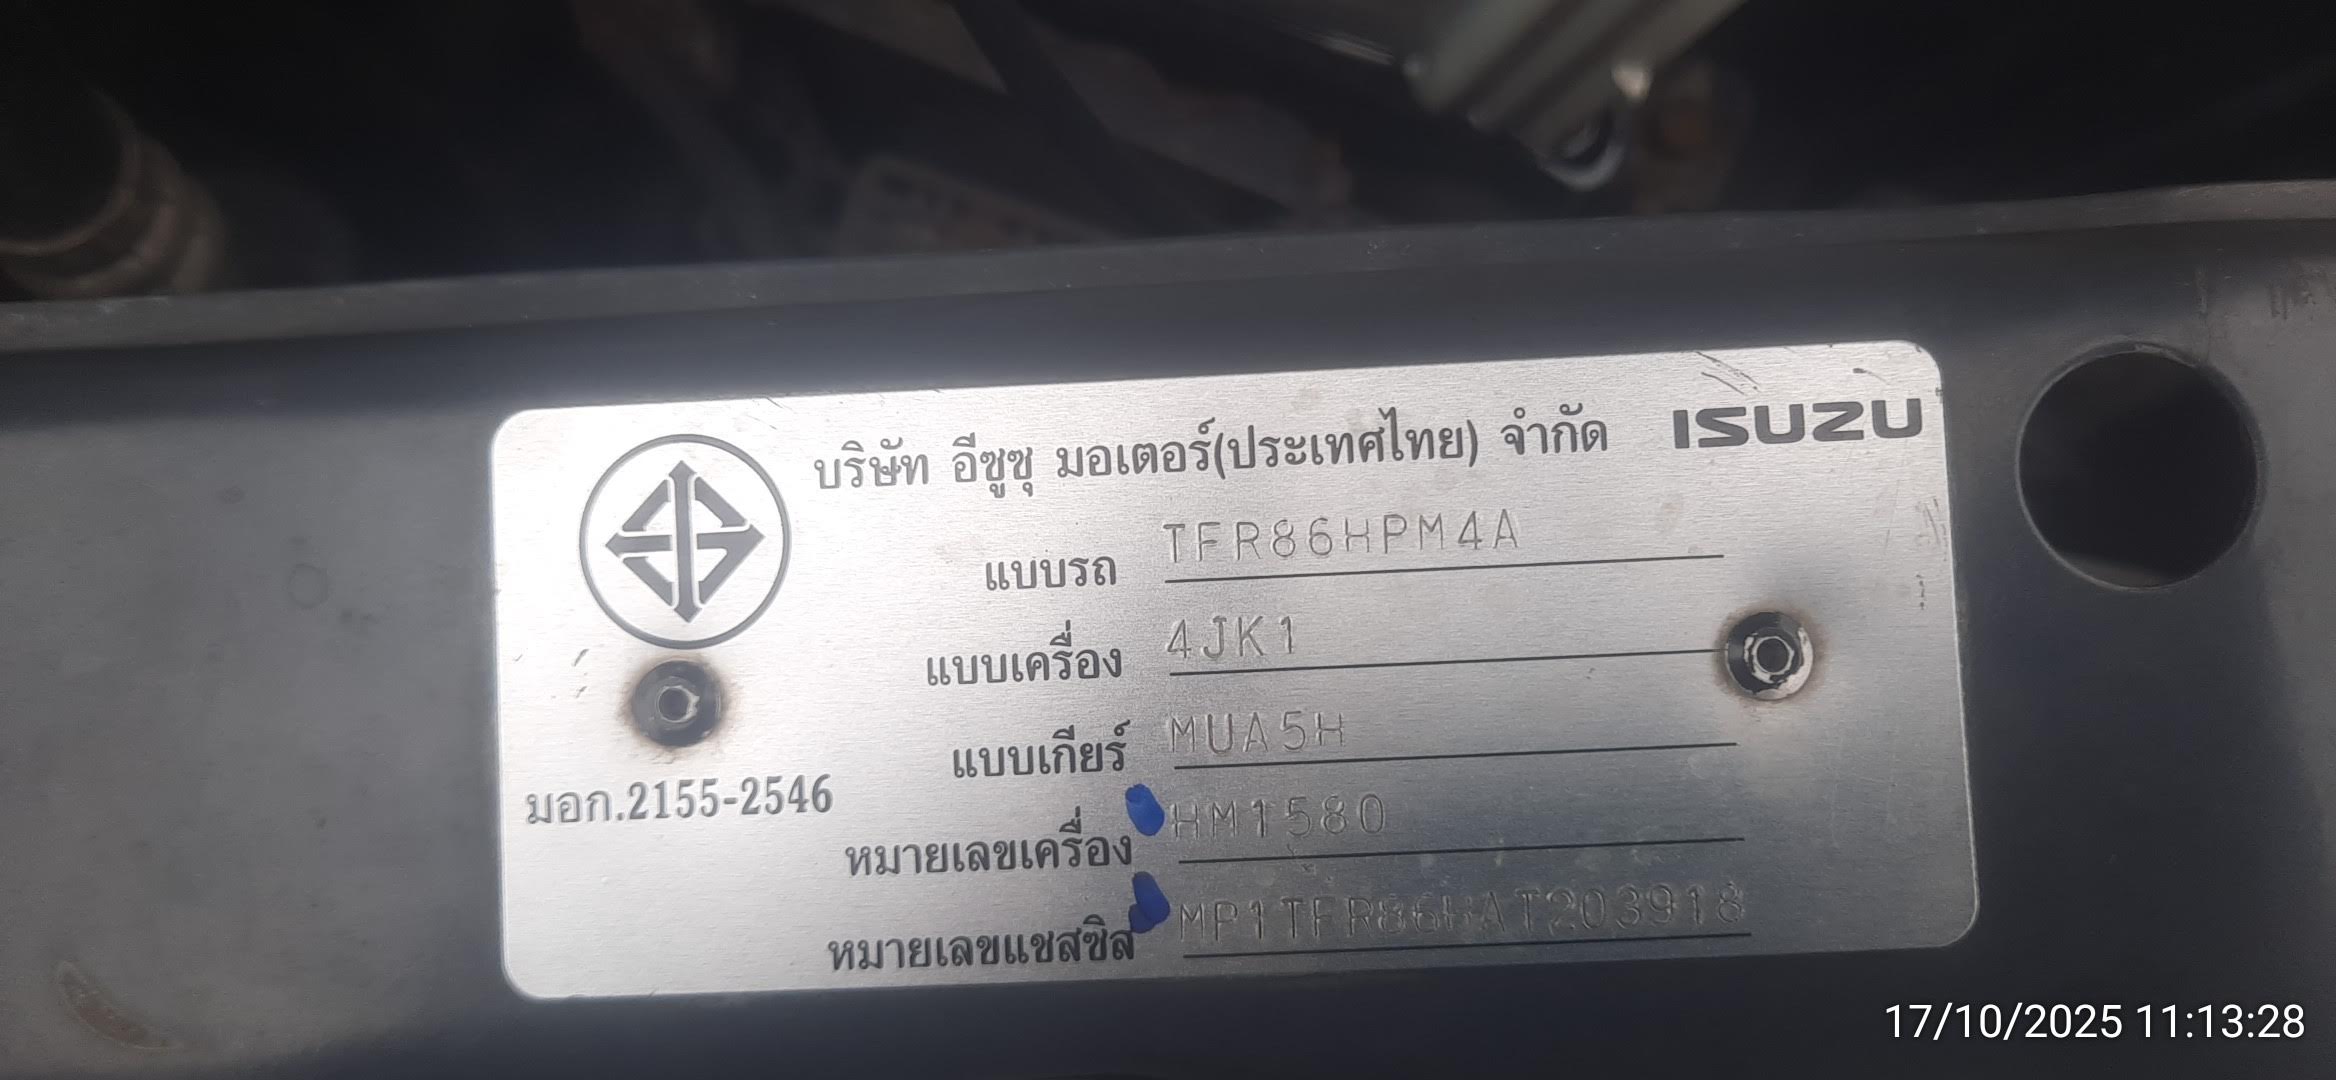 บริษัท อีซูซุ มอเตอร์(ประเทศไทย) จำกัด ISUZU
แบบรถ TFR86HPM4A
แบบเครื่อง 4JK1
แบบเกียร์ MUA5H
มอก.2155-2546
หมายเลขเครื่อง HM1580
หมายเลขแชสซิส MP1TFR86HAT203918
17/10/2025 11:13:28